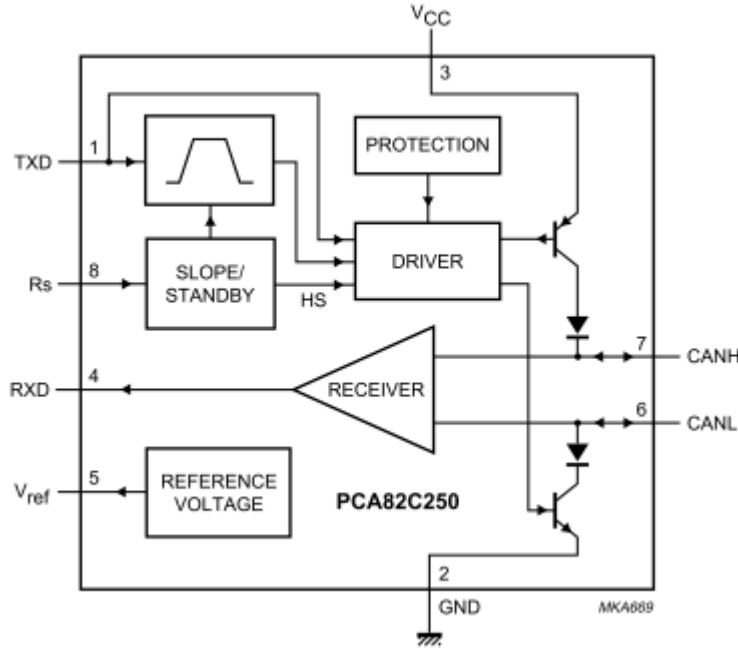 VCC
3
TXD
1
PROTECTION
Rs
8
SLOPE/
STANDBY
HS
DRIVER
7
CANH
RXD
4
RECEIVER
6
CANL
Vref
5
REFERENCE
VOLTAGE
PCA82C250
2
GND
MKA669